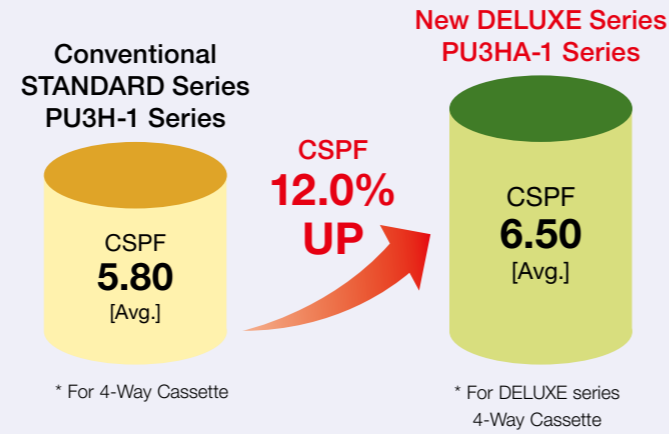 Conventional
STANDARD Series
PU3H-1 Series
CSPF
5.80
[Avg.]
* For 4-Way Cassette
CSPF
12.0%
UP
New DELUXE Series
PU3HA-1 Series
CSPF
6.50
[Avg.]
* For DELUXE series
4-Way Cassette